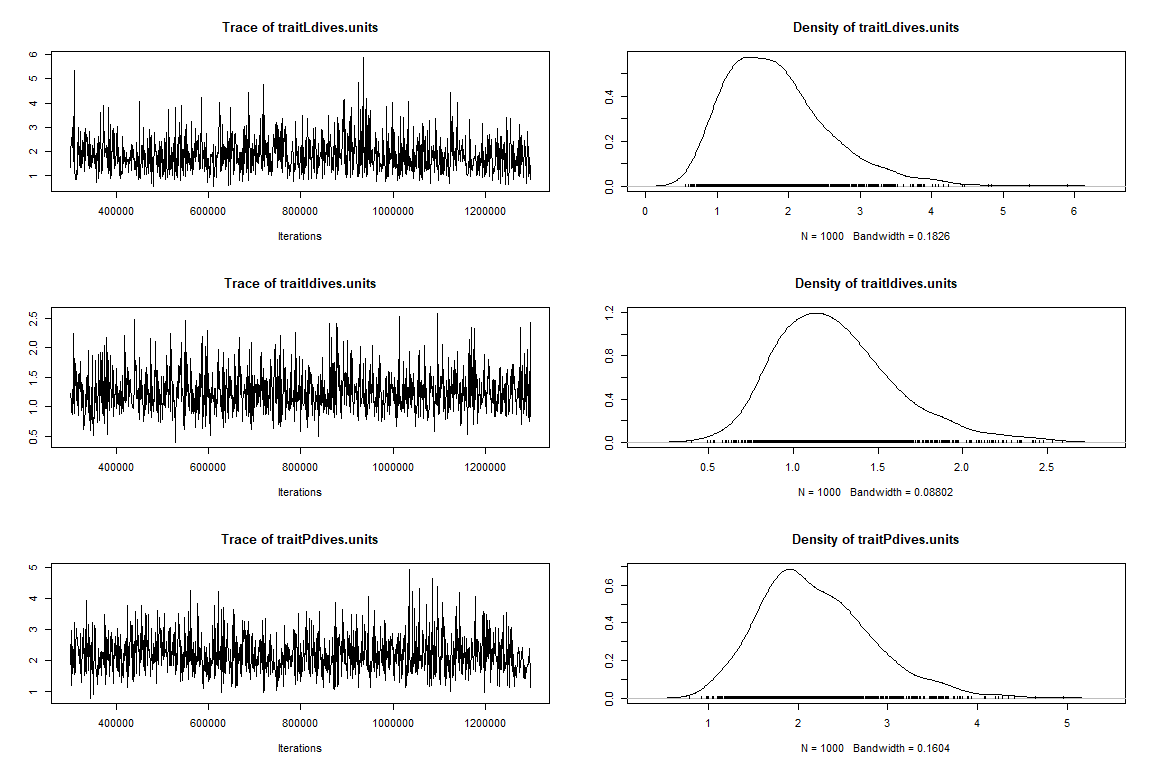 Trace of traitLdives.units
6
5
4
3
2
1
400000 600000 800000 1000000 1200000
Iterations
Density of traitLdives.units
0.4
0.2
0.0
0 1 2 3 4 5 6
N = 1000 Bandwidth = 0.1826
Trace of traitIdives.units
2.5
2.0
1.5
1.0
0.5
400000 600000 800000 1000000 1200000
Iterations
Density of traitIdives.units
1.2
0.8
0.4
0.0
0.5 1.0 1.5 2.0 2.5
N = 1000 Bandwidth = 0.08802
Trace of traitPdives.units
5
4
3
2
1
400000 600000 800000 1000000 1200000
Iterations
Density of traitPdives.units
0.6
0.4
0.2
0.0
1 2 3 4 5
N = 1000 Bandwidth = 0.1604